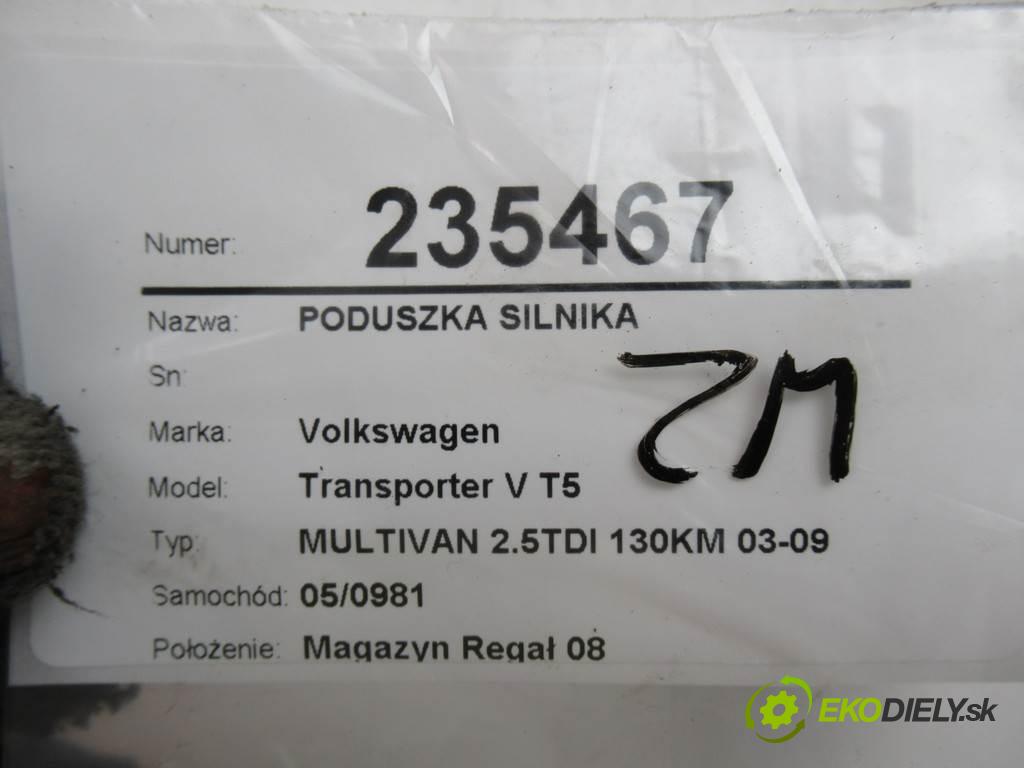 Numer: 235467
Nazwa: PODUSZKA SILNIKA
Sn:
ZM
Marka: Volkswagen
Model: Transporter V T5
Typ: MULTIVAN 2.5TDI 130KM 03-09
Samochód: 05/0981
Położenie: Magazyn Regał 08
EKODIELY.sk